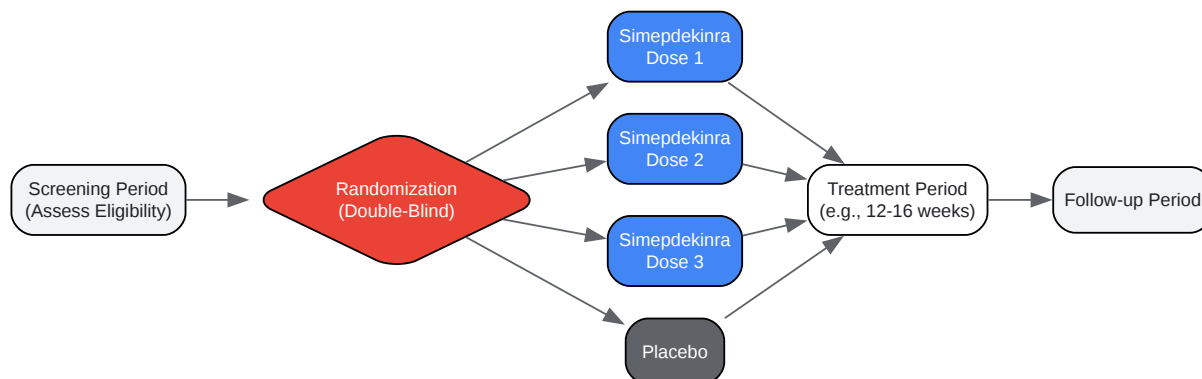 Screening Period
(Assess Eligibility)
Randomization
(Double-Blind)
Simepdekinra
Dose 1
Simepdekinra
Dose 2
Simepdekinra
Dose 3
Placebo
Treatment Period
(e.g., 12-16 weeks)
Follow-up Period